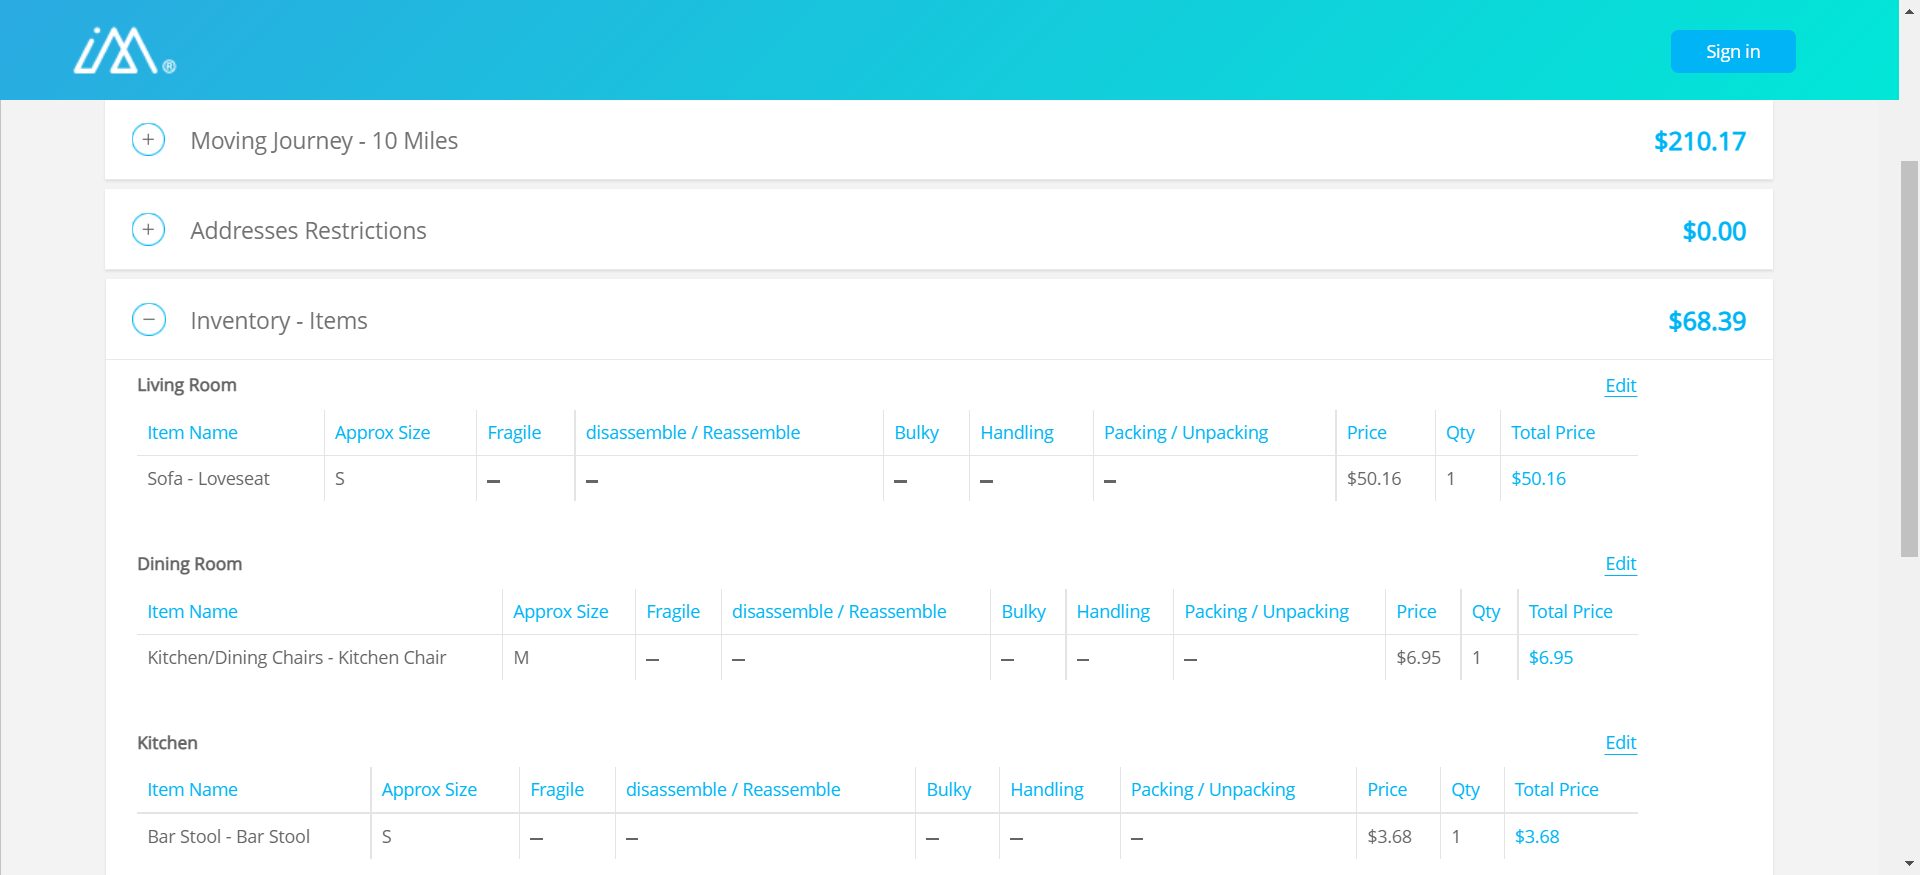 iM®
Sign in
Moving Journey - 10 Miles $210.17
Addresses Restrictions $0.00
Inventory - Items $68.39
Living Room Edit
Item Name Approx Size Fragile disassemble / Reassemble Bulky Handling Packing / Unpacking Price Qty Total Price
Sofa - Loveseat S – – – – – $50.16 1 $50.16
Dining Room Edit
Item Name Approx Size Fragile disassemble / Reassemble Bulky Handling Packing / Unpacking Price Qty Total Price
Kitchen/Dining Chairs - Kitchen Chair M – – – – – $6.95 1 $6.95
Kitchen Edit
Item Name Approx Size Fragile disassemble / Reassemble Bulky Handling Packing / Unpacking Price Qty Total Price
Bar Stool - Bar Stool S – – – – – $3.68 1 $3.68